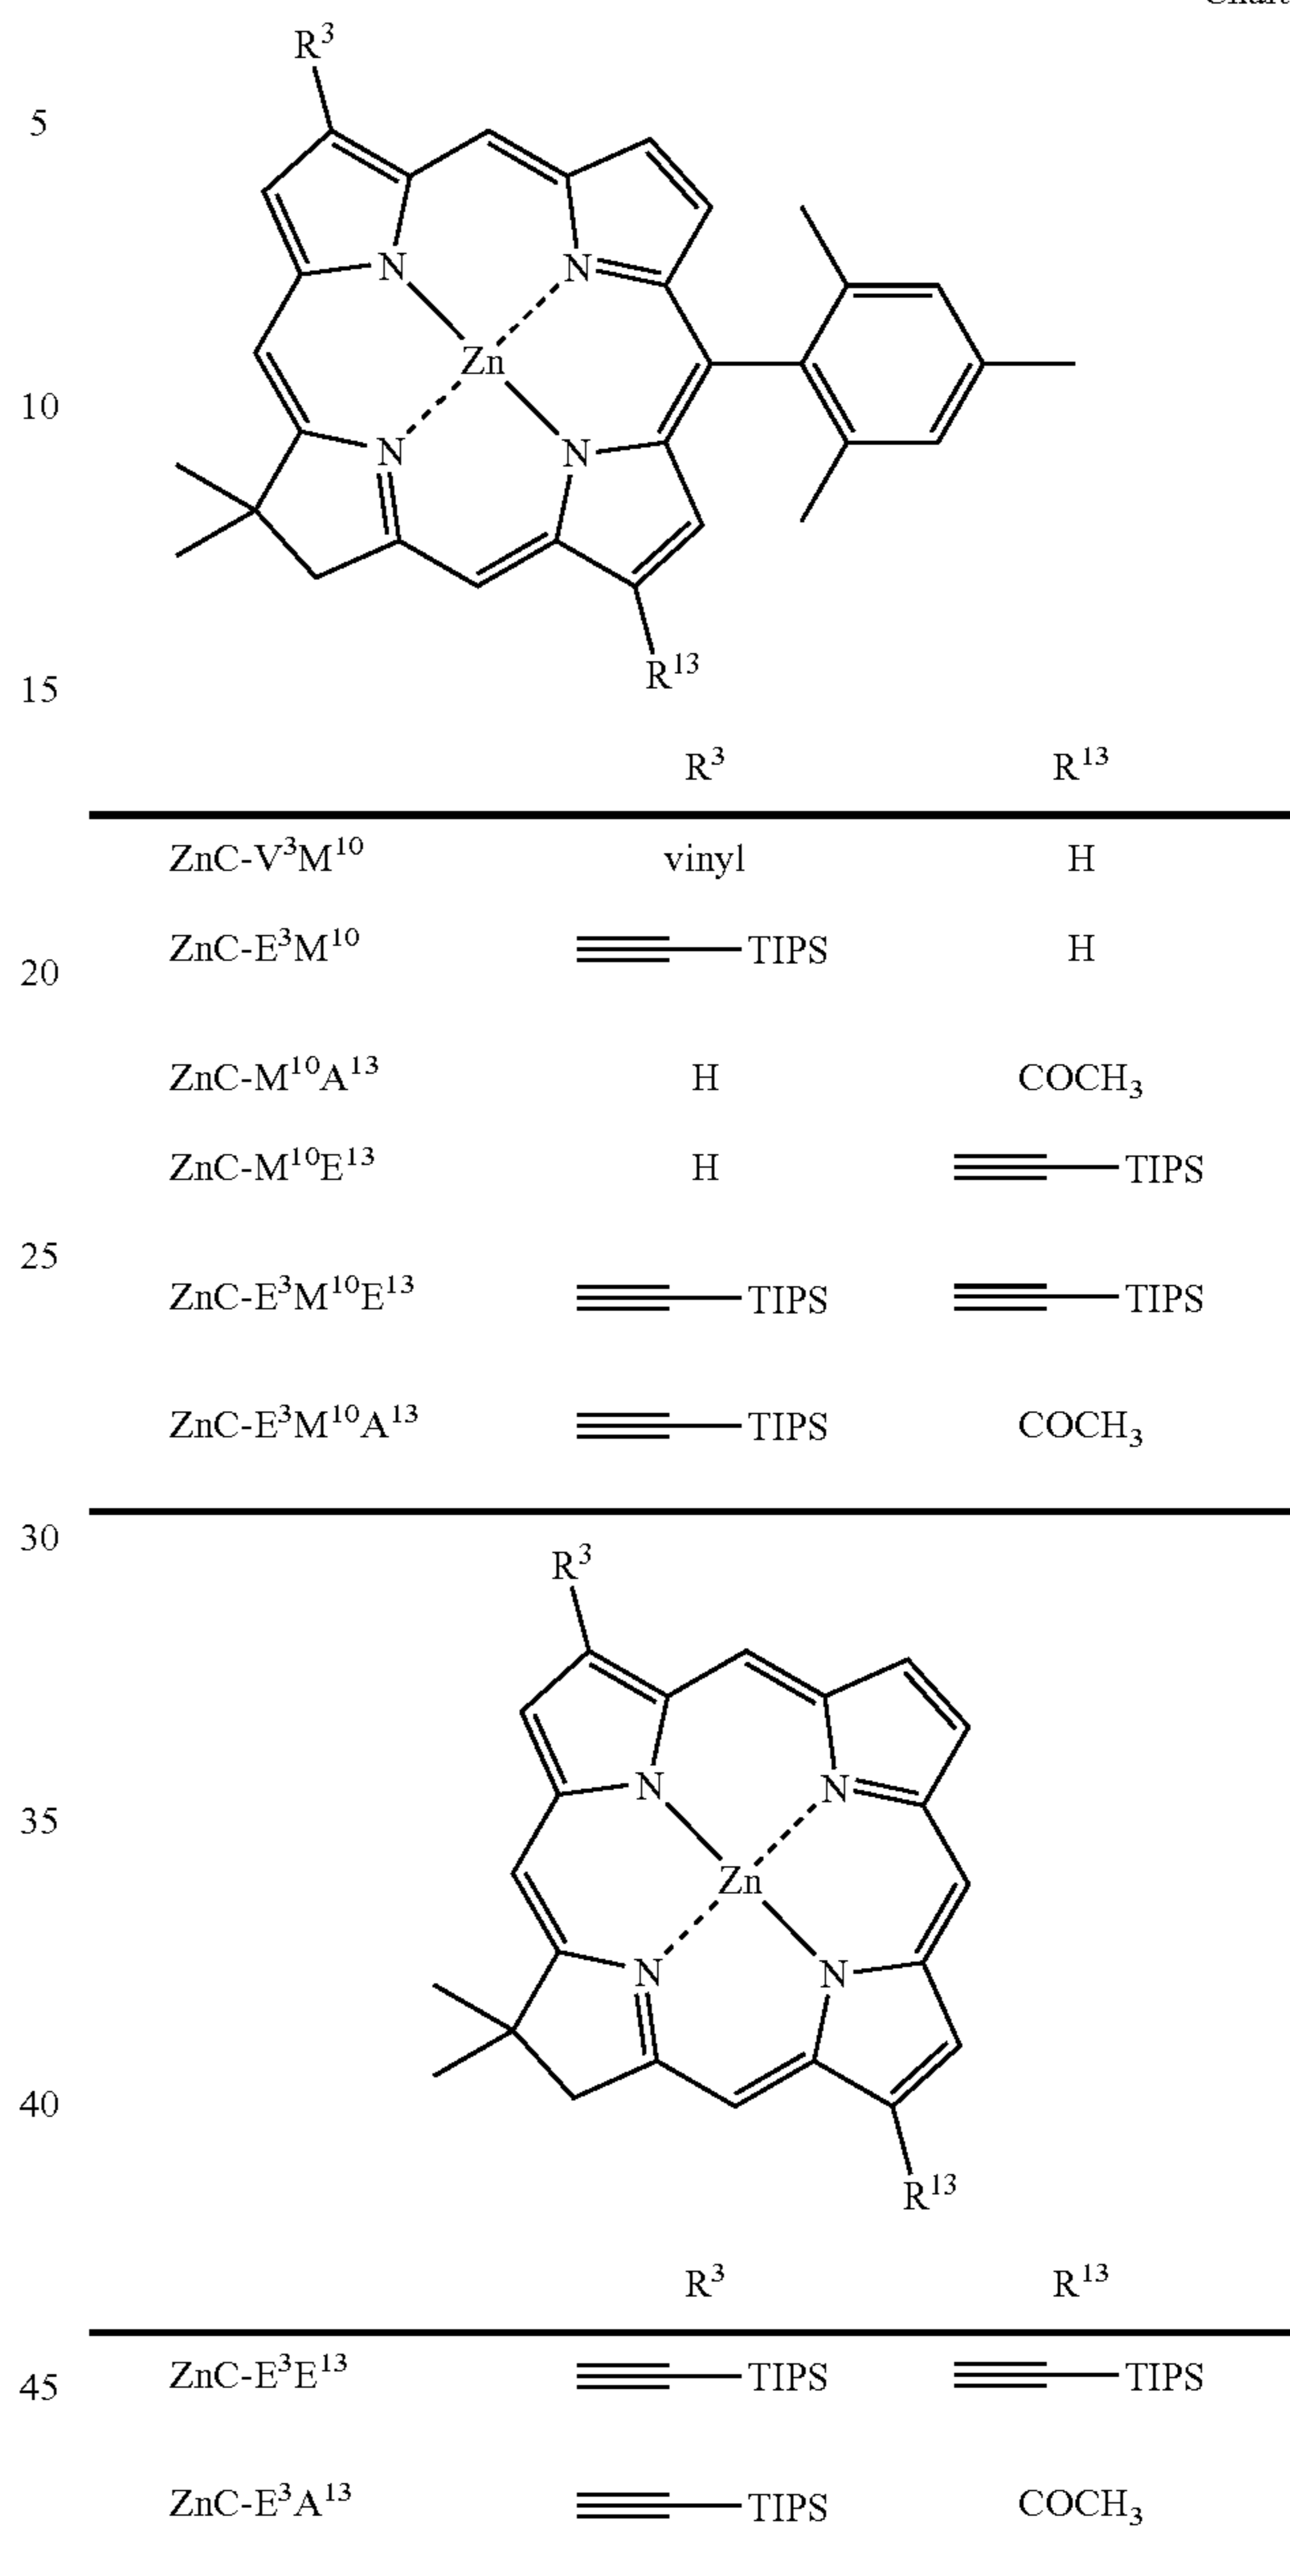 R³
5
N N
Zn
10
N N
R¹³
15
R³ R¹³
ZnC-V³M¹⁰ vinyl H
ZnC-E³M¹⁰ TIPS H
20
ZnC-M¹⁰A¹³ H COCH₃
ZnC-M¹⁰E¹³ H TIPS
25
ZnC-E³M¹⁰E¹³ TIPS TIPS
ZnC-E³M¹⁰A¹³ TIPS COCH₃
30
R³
N N
35
Zn
N N
40
R¹³
R³ R¹³
ZnC-E³E¹³ TIPS TIPS
45
ZnC-E³A¹³ TIPS COCH₃